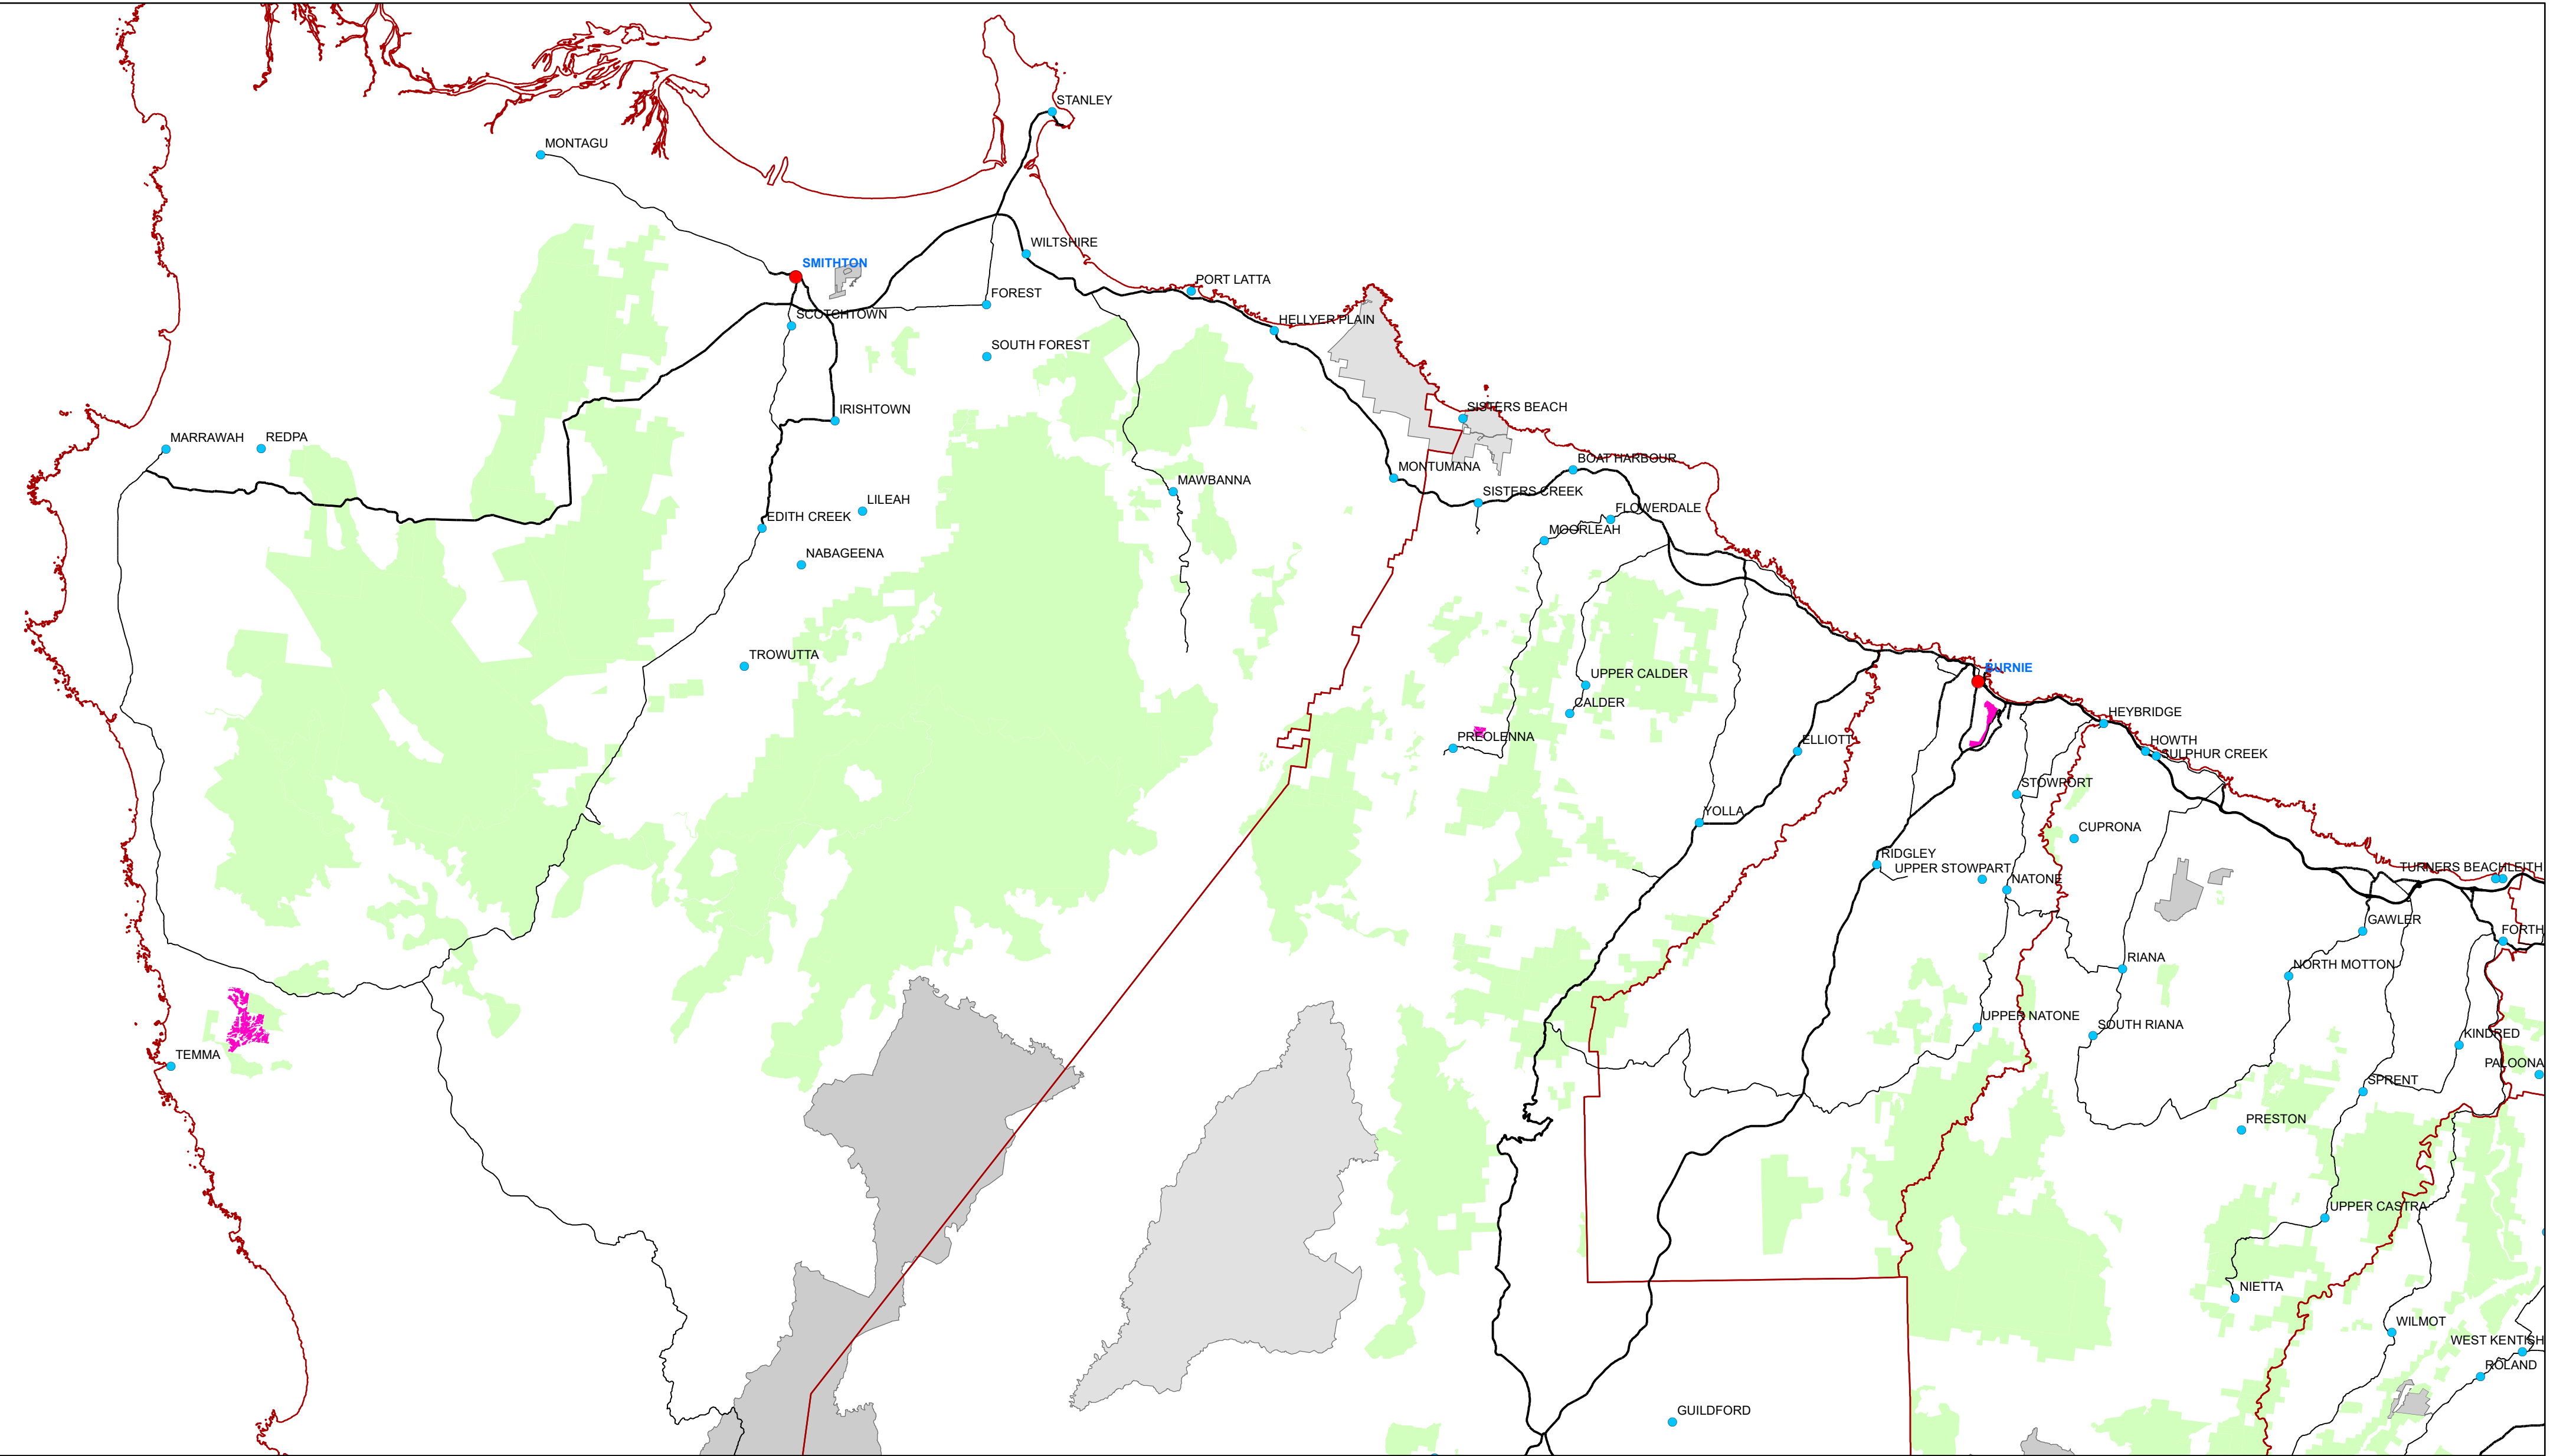 STANLEY
MONTAGU
WILTSHIRE
SMITHTON
PORT LATTA
FOREST
SCOTCHTOWN
HELLYER PLAIN
SOUTH FOREST
IRISHTOWN
SISTERS BEACH
MARRAWAH
REDPA
BOAT HARBOUR
MONTUMANA
MAWBANNA
SISTERS CREEK
LILEAH
FLOWERDALE
EDITH CREEK
MOORLEAH
NABAGEENA
TROWUTTA
BURNIE
UPPER CALDER
CALDER
HEYBRIDGE
PREOLENNA
ELLIOTT
HOWTH
SULPHUR CREEK
STOWPORT
YOLLA
CUPRONA
RIDGLEY
UPPER STOWPART
TURNERS BEACH
LEITH
NATONE
GAWLER
FORTH
RIANA
NORTH MOTTON
UPPER NATONE
SOUTH RIANA
KINDRED
TEMMA
PALOONA
SPRENT
PRESTON
UPPER CASTRA
NIETTA
WILMOT
WEST KENTISH
ROLAND
GUILDFORD